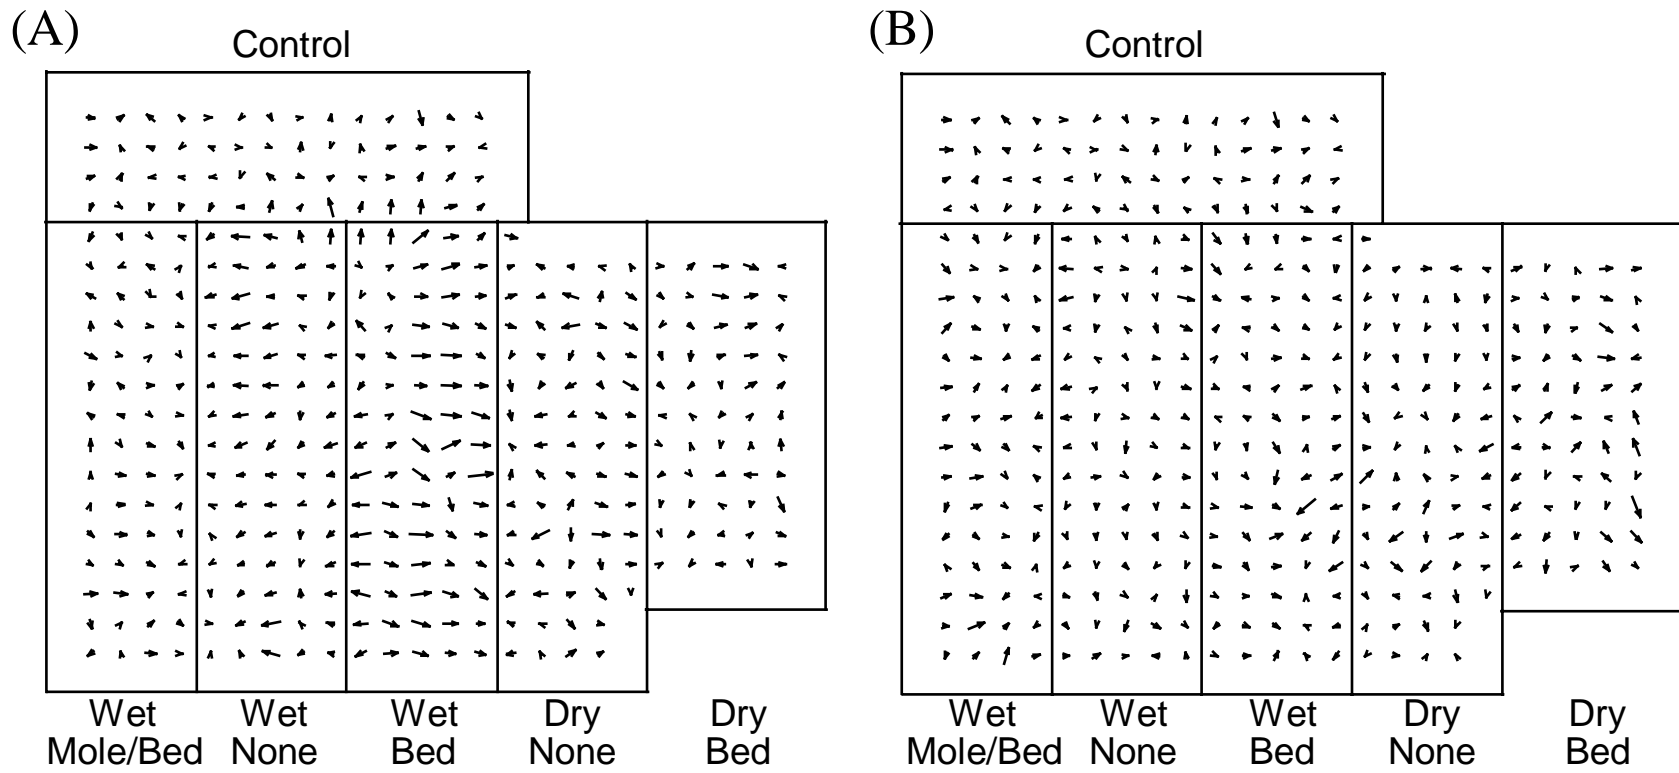 (A)
Control
Wet Mole/Bed
Wet None
Wet Bed
Dry None
Dry Bed
(B)
Control
Wet Mole/Bed
Wet None
Wet Bed
Dry None
Dry Bed